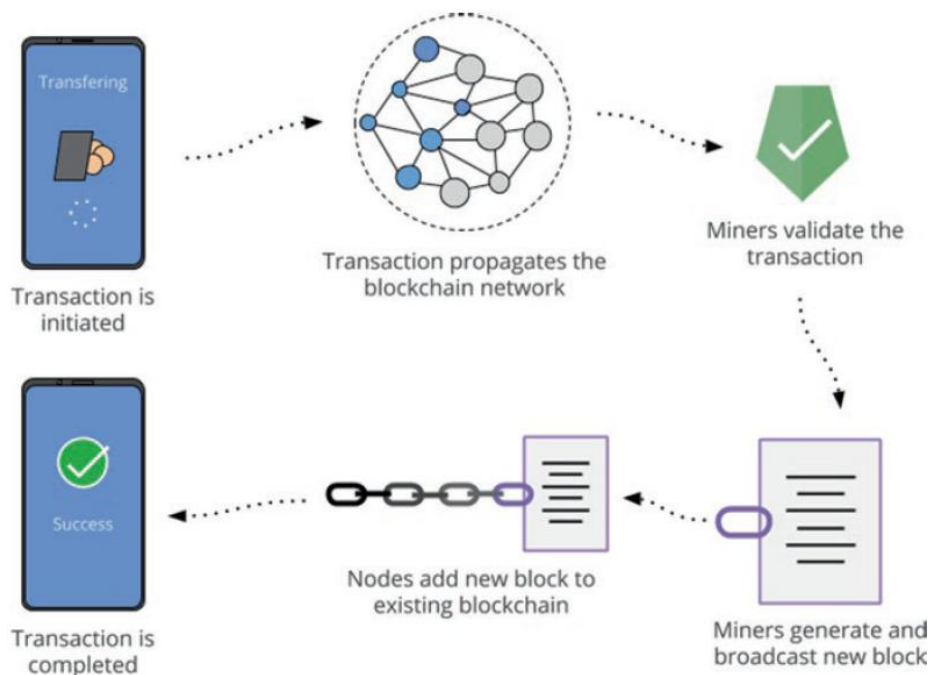 Transfering
Transaction is
initiated
Transaction propagates the
blockchain network
Miners validate the
transaction
Miners generate and
broadcast new block
Nodes add new block to
existing blockchain
Success
Transaction is
completed